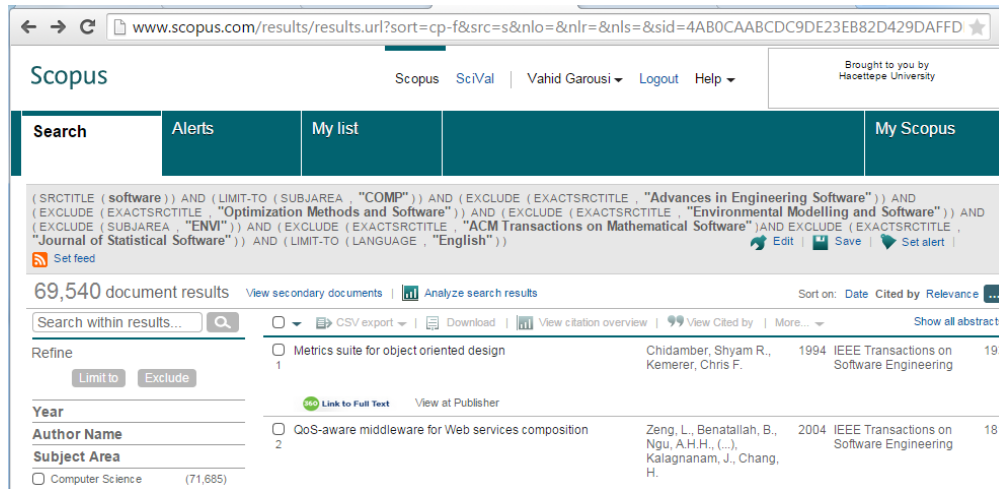 www.scopus.com/results/results.url?sort=cp-f&src=s&nlo=&nlr=&nls=&sid=4AB0CAABCDC9DE23EB82D429DAFFD
Scopus
Scopus SciVal | Vahid Garousi Logout Help
Brought to you by
Hacettepe University
Search Alerts My list My Scopus
( SRCTITLE ( software ) ) AND ( LIMIT-TO ( SUBJAREA , "COMP" ) ) AND ( EXCLUDE ( EXACTSRCTITLE , "Advances in Engineering Software" ) ) AND
( EXCLUDE ( EXACTSRCTITLE , "Optimization Methods and Software" ) ) AND ( EXCLUDE ( EXACTSRCTITLE , "Environmental Modelling and Software" ) ) AND
( EXCLUDE ( SUBJAREA , "ENVI" ) ) AND ( EXCLUDE ( EXACTSRCTITLE , "ACM Transactions on Mathematical Software" ) AND EXCLUDE ( EXACTSRCTITLE ,
"Journal of Statistical Software" ) ) AND ( LIMIT-TO ( LANGUAGE , "English" ) )
Edit | Save | Set alert |
Set feed
69,540 document results View secondary documents | Analyze search results Sort on: Date Cited by Relevance ...
Search within results...
CSV export | Download | View citation overview | View Cited by | More... Show all abstract
Refine
Limit to Exclude
Year
Author Name
Subject Area
Computer Science (71,685)
1 Metrics suite for object oriented design Chidamber, Shyam R., 1994 IEEE Transactions on 19
Kemerer, Chris F. Software Engineering
360 Link to Full Text View at Publisher
2 QoS-aware middleware for Web services composition Zeng, L., Benatallah, B., 2004 IEEE Transactions on 18
Ngu, A.H.H., (...), Software Engineering
Kalagnanam, J., Chang,
H.